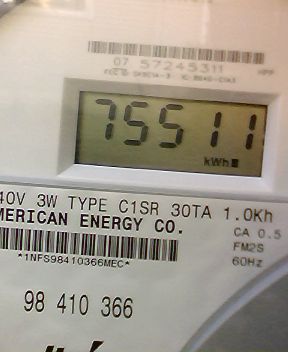 07 57245311
HPP
75511
kWh
40V 3W TYPE C1SR 30TA 1.0Kh
MERICAN ENERGY CO.
CA 0.5
FM2S
60Hz
*1NFS98410366MEC*
98 410 366